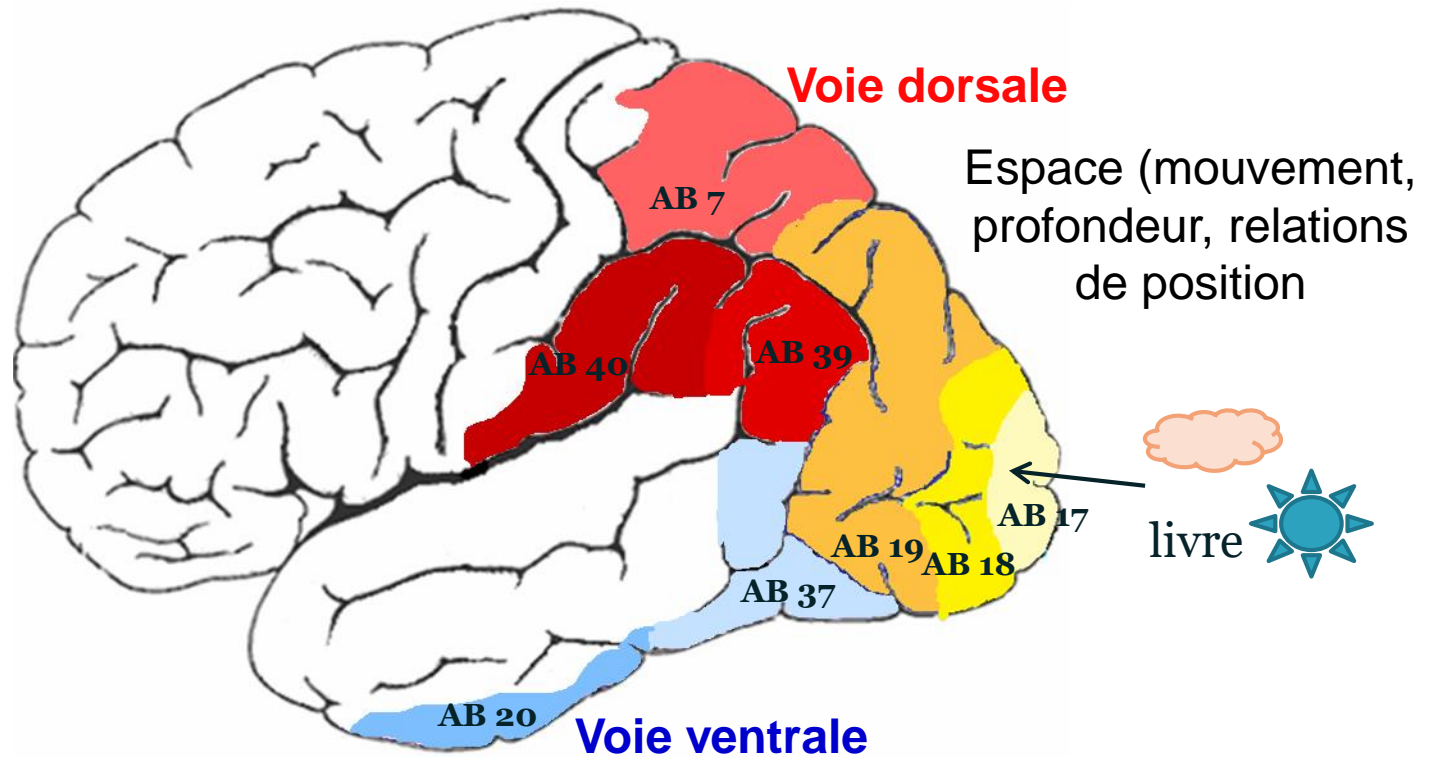 Voie dorsale
Espace (mouvement,
profondeur, relations
de position
AB 7
AB 40
AB 39
AB 17
livre
AB 19
AB 18
AB 37
AB 20
Voie ventrale